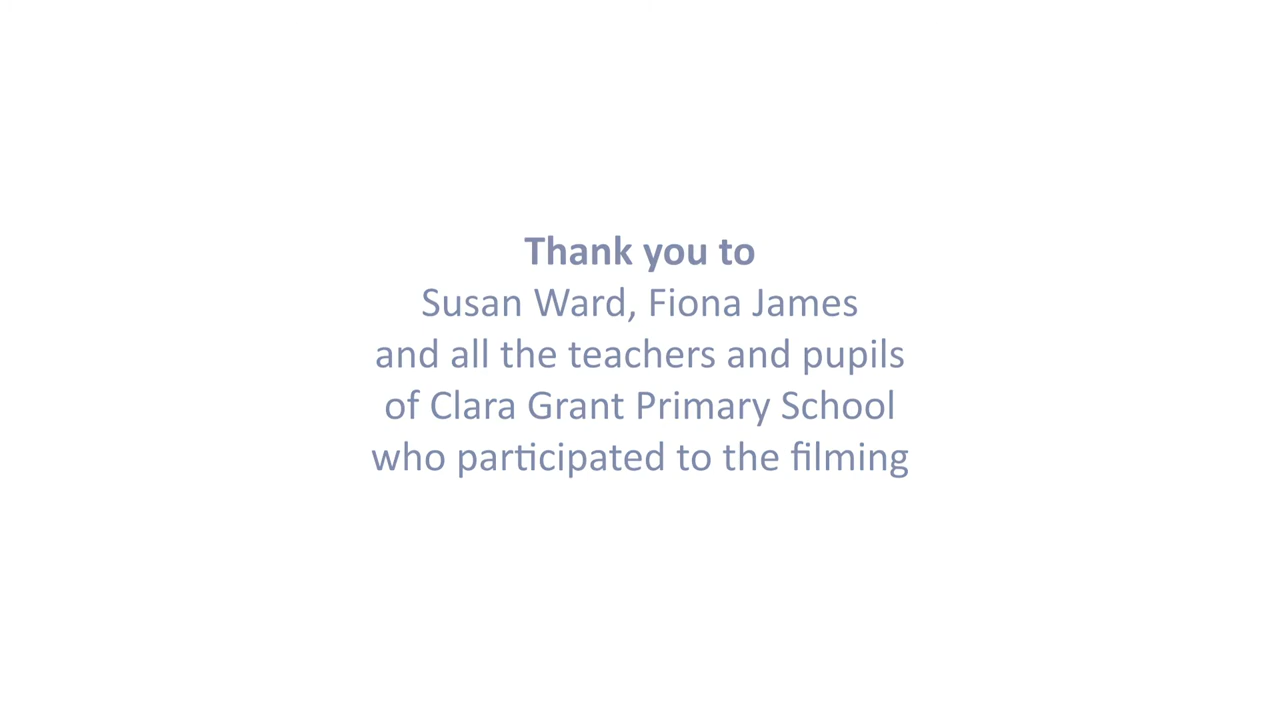 Thank you to
Susan Ward, Fiona James
and all the teachers and pupils
of Clara Grant Primary School
who participated to the filming